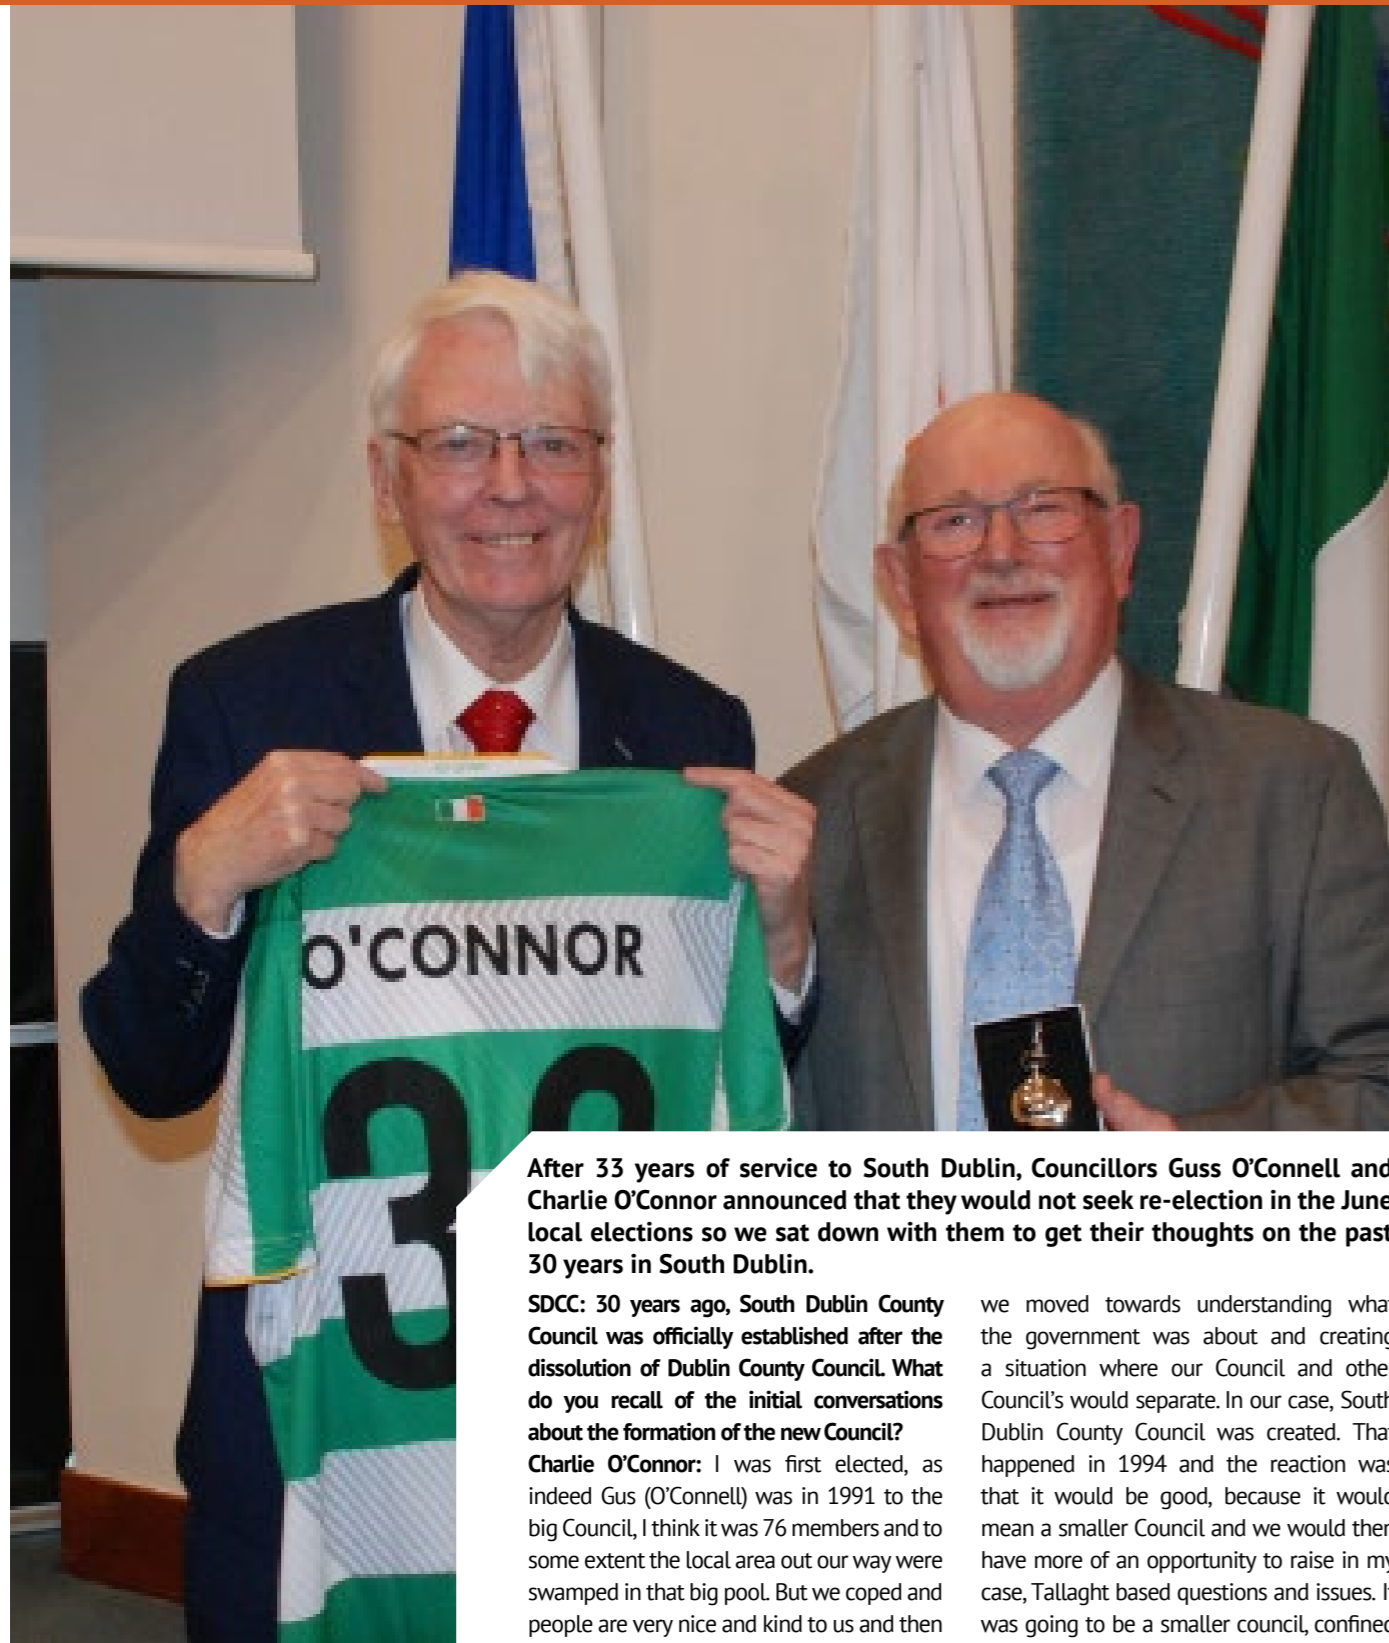 O'CONNOR
After 33 years of service to South Dublin, Councillors Guss O’Connell and
Charlie O’Connor announced that they would not seek re-election in the June
local elections so we sat down with them to get their thoughts on the past
30 years in South Dublin.
SDCC: 30 years ago, South Dublin County
Council was officially established after the
dissolution of Dublin County Council. What
do you recall of the initial conversations
about the formation of the new Council?
Charlie O’Connor: I was first elected, as
indeed Gus (O’Connell) was in 1991 to the
big Council, I think it was 76 members and to
some extent the local area out our way were
swamped in that big pool. But we coped and
people are very nice and kind to us and then
we moved towards understanding what
the government was about and creating
a situation where our Council and other
Council’s would separate. In our case, South
Dublin County Council was created. That
happened in 1994 and the reaction was
that it would be good, because it would
mean a smaller Council and we would then
have more of an opportunity to raise in my
case, Tallaght based questions and issues. It
was going to be a smaller council, confined